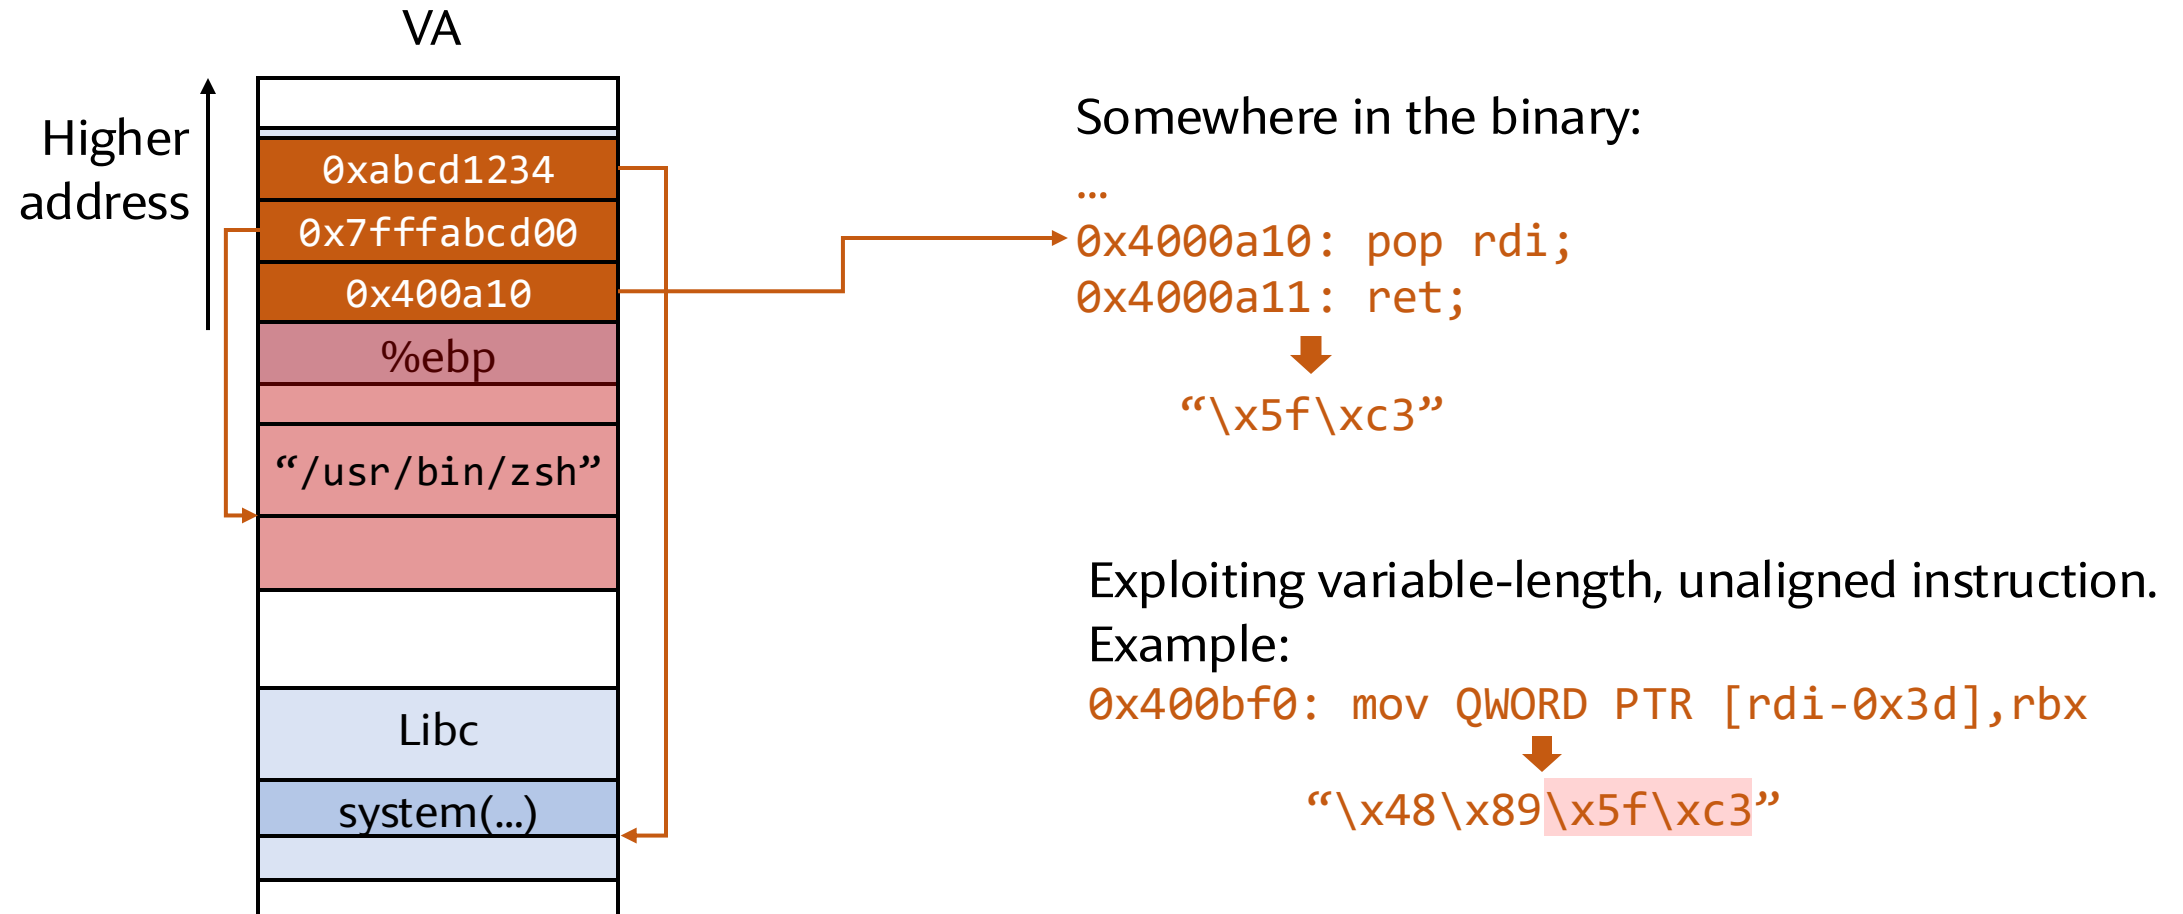 VA
Higher
address
0xabcd1234
0x7fffabcd00
0x400a10
%ebp
“/usr/bin/zsh”
Libc
system(…)
Somewhere in the binary:
…
0x4000a10: pop rdi;
0x4000a11: ret;
“\x5f\xc3”
Exploiting variable-length, unaligned instruction.
Example:
0x400bf0: mov QWORD PTR [rdi-0x3d],rbx
“\x48\x89\x5f\xc3”